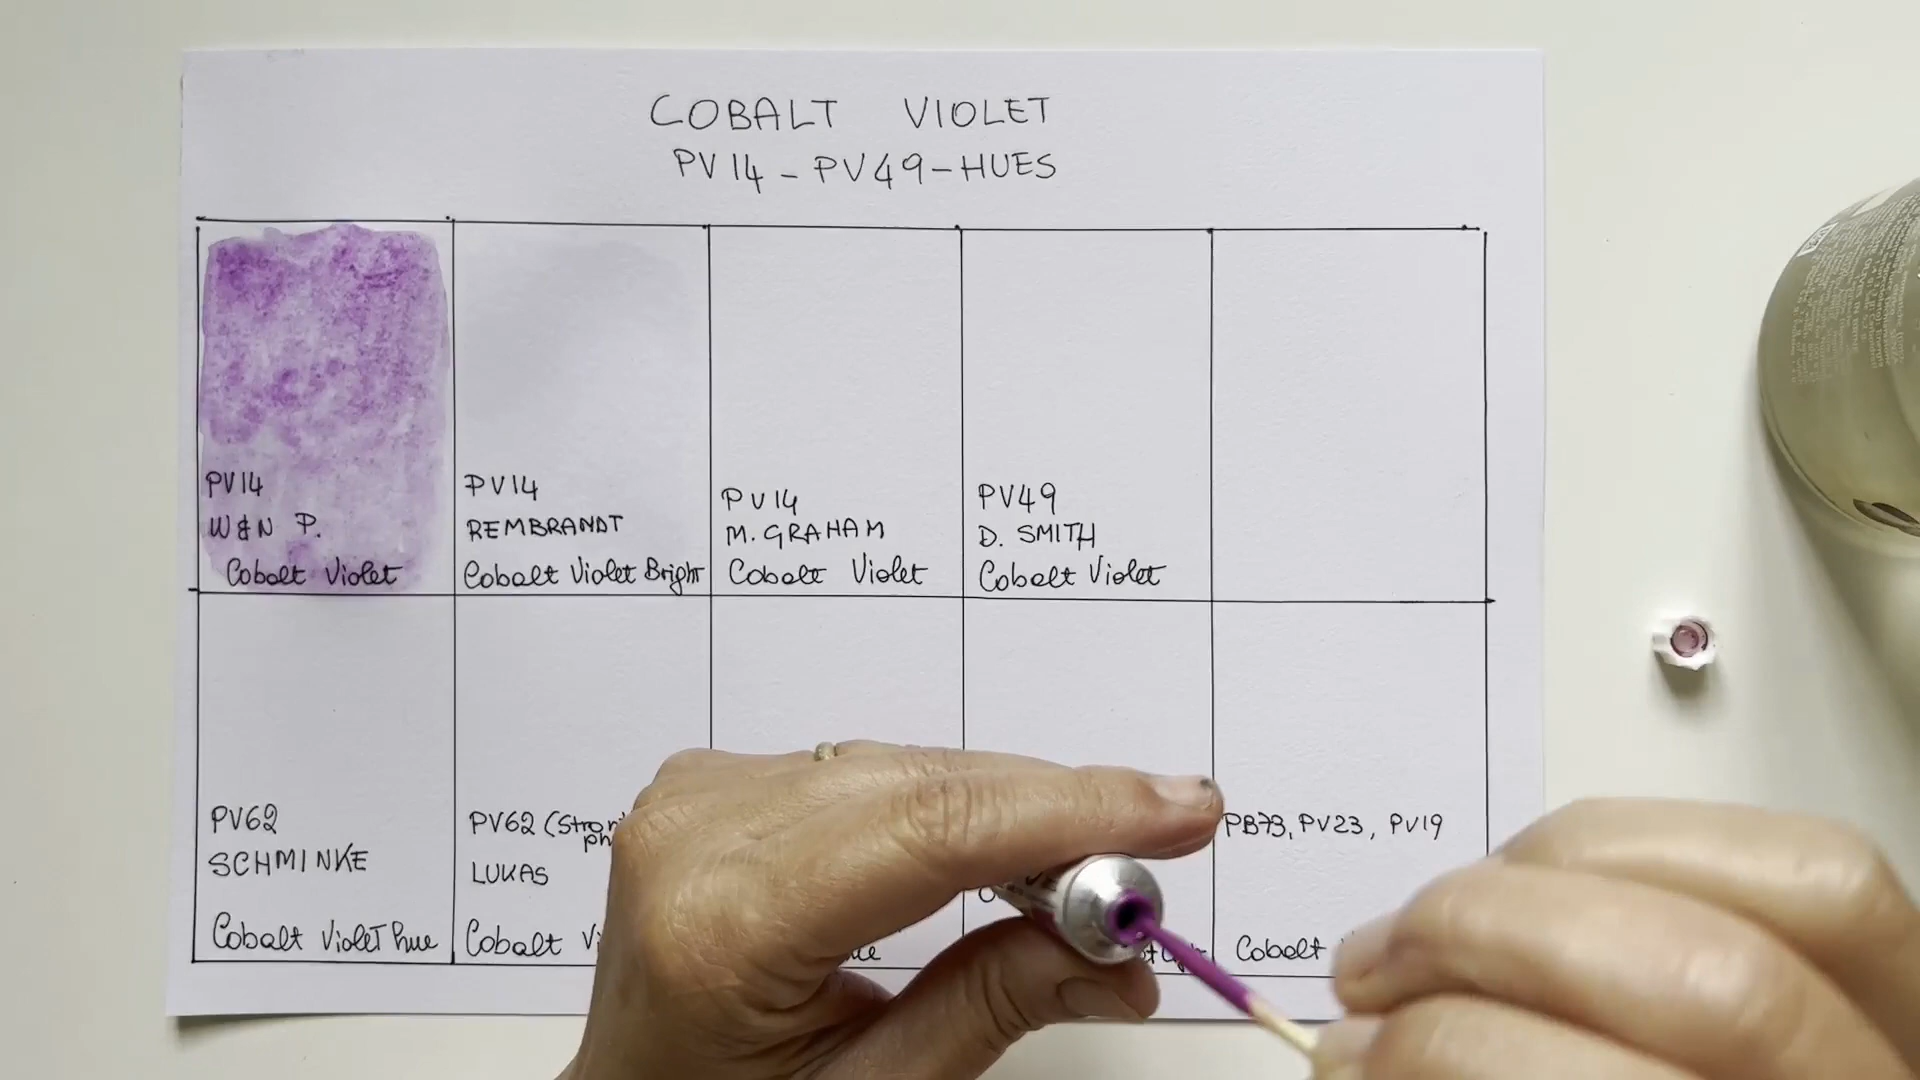 COBALT VIOLET
PV14 - PV49 - HUES
PV14
W&N P.
Cobalt Violet
PV14
REMBRANDT
Cobalt Violet Bright
PV14
M. GRAHAM
Cobalt Violet
PV49
D. SMITH
Cobalt Violet
PV62
SCHMINKE
Cobalt Violet hue
PV62
LUKAS
Cobalt
PB73, PV23, PV19
Cobalt